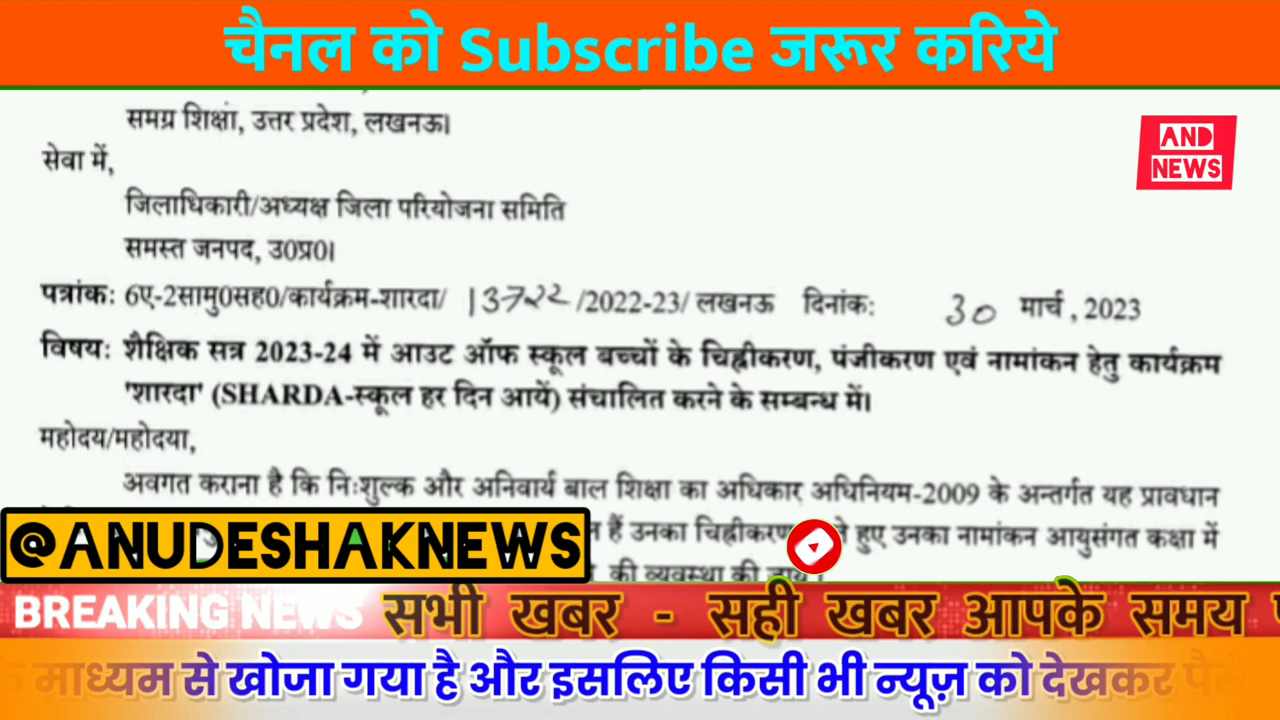 चैनल को Subscribe जरूर करिये
समग्र शिक्षा, उत्तर प्रदेश, लखनऊ।
AND
NEWS
सेवा में,
जिलाधिकारी/अध्यक्ष जिला परियोजना समिति
समस्त जनपद, उ0प्र0।
पत्रांक: 6ए-2सामु0सह0/कार्यक्रम-शारदा/ 13722 /2022-23/ लखनऊ दिनांक: 30 मार्च, 2023
विषय: शैक्षिक सत्र 2023-24 में आउट ऑफ स्कूल बच्चों के चिह्नीकरण, पंजीकरण एवं नामांकन हेतु कार्यक्रम
'शारदा' (SHARDA-स्कूल हर दिन आयें) संचालित करने के सम्बन्ध में।
महोदय/महोदया,
अवगत कराना है कि निःशुल्क और अनिवार्य बाल शिक्षा का अधिकार अधिनियम-2009 के अन्तर्गत यह प्रावधान
हैं उनका हुए उनका नामांकन आयुसंगत कक्षा में
@ANUDESHAKNEWS
की व्यवस्था की जाय।
BREAKING NEWS सभी खबर - सही खबर आपके समय
माध्यम से खोजा गया है और इसलिए किसी भी न्यूज़ को देखकर पैसे